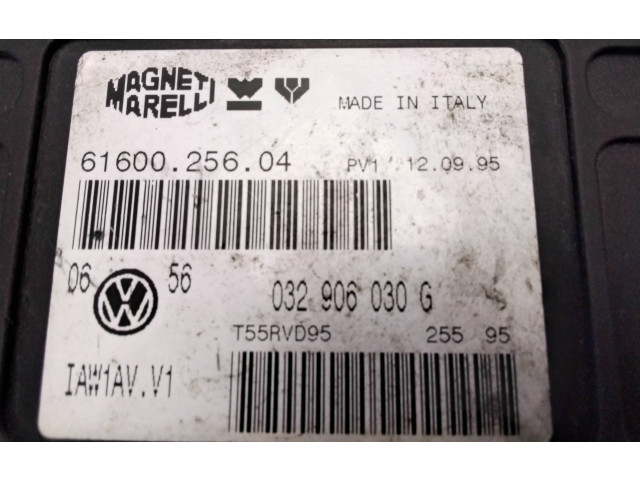 MAGNETI
MARELLI
MADE IN ITALY
61600.256.04 PV1 12.09.95
06 56
032 906 030 G
T55RVD95 255 95
IAW1AV.V1